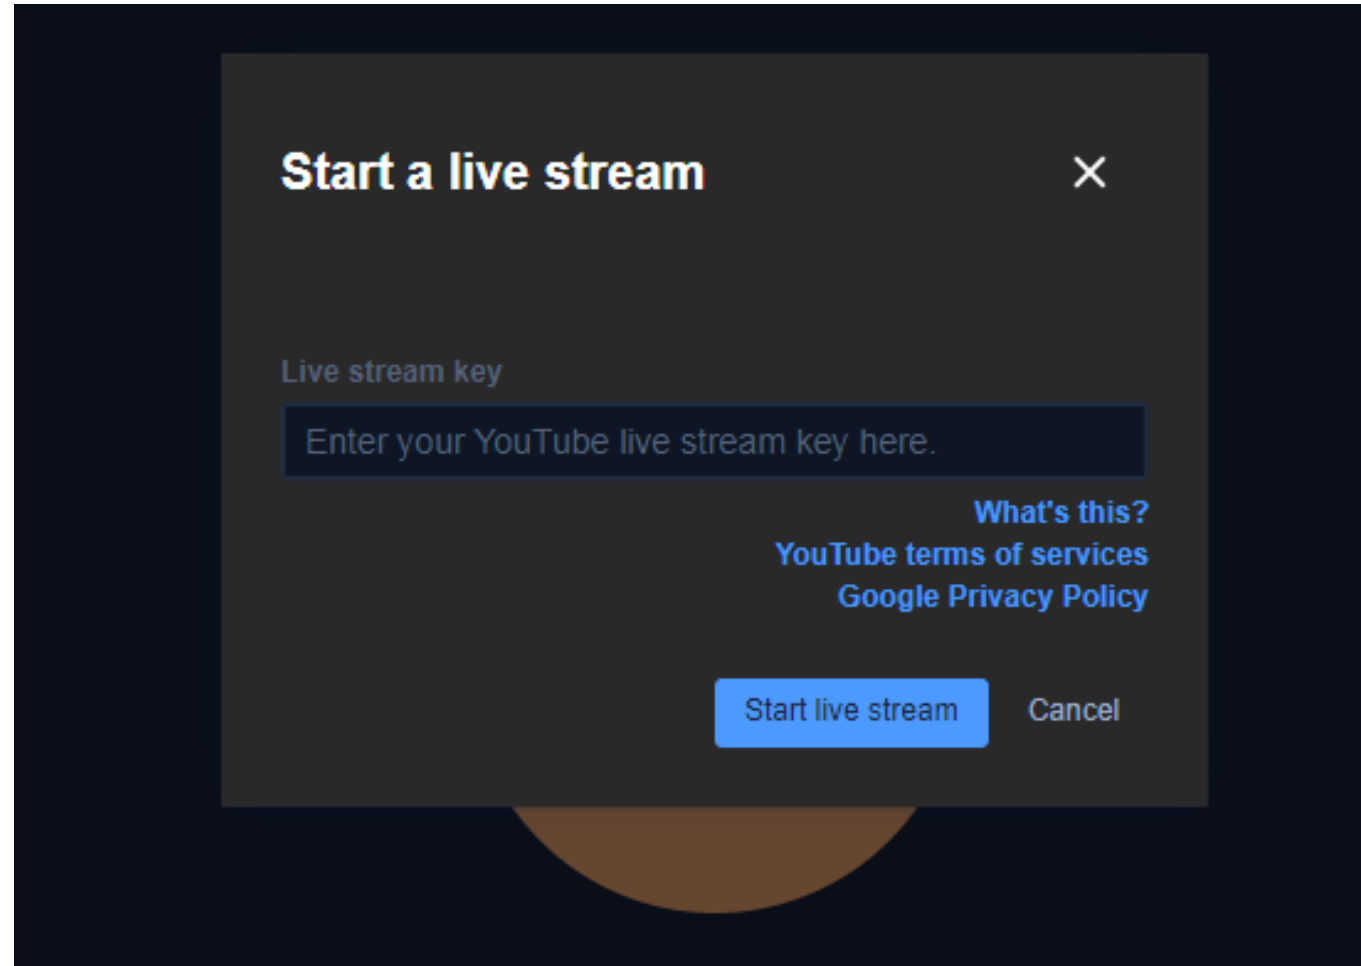 Start a live stream
Live stream key
Enter your YouTube live stream key here.
What's this?
YouTube terms of services
Google Privacy Policy
Start live stream
Cancel